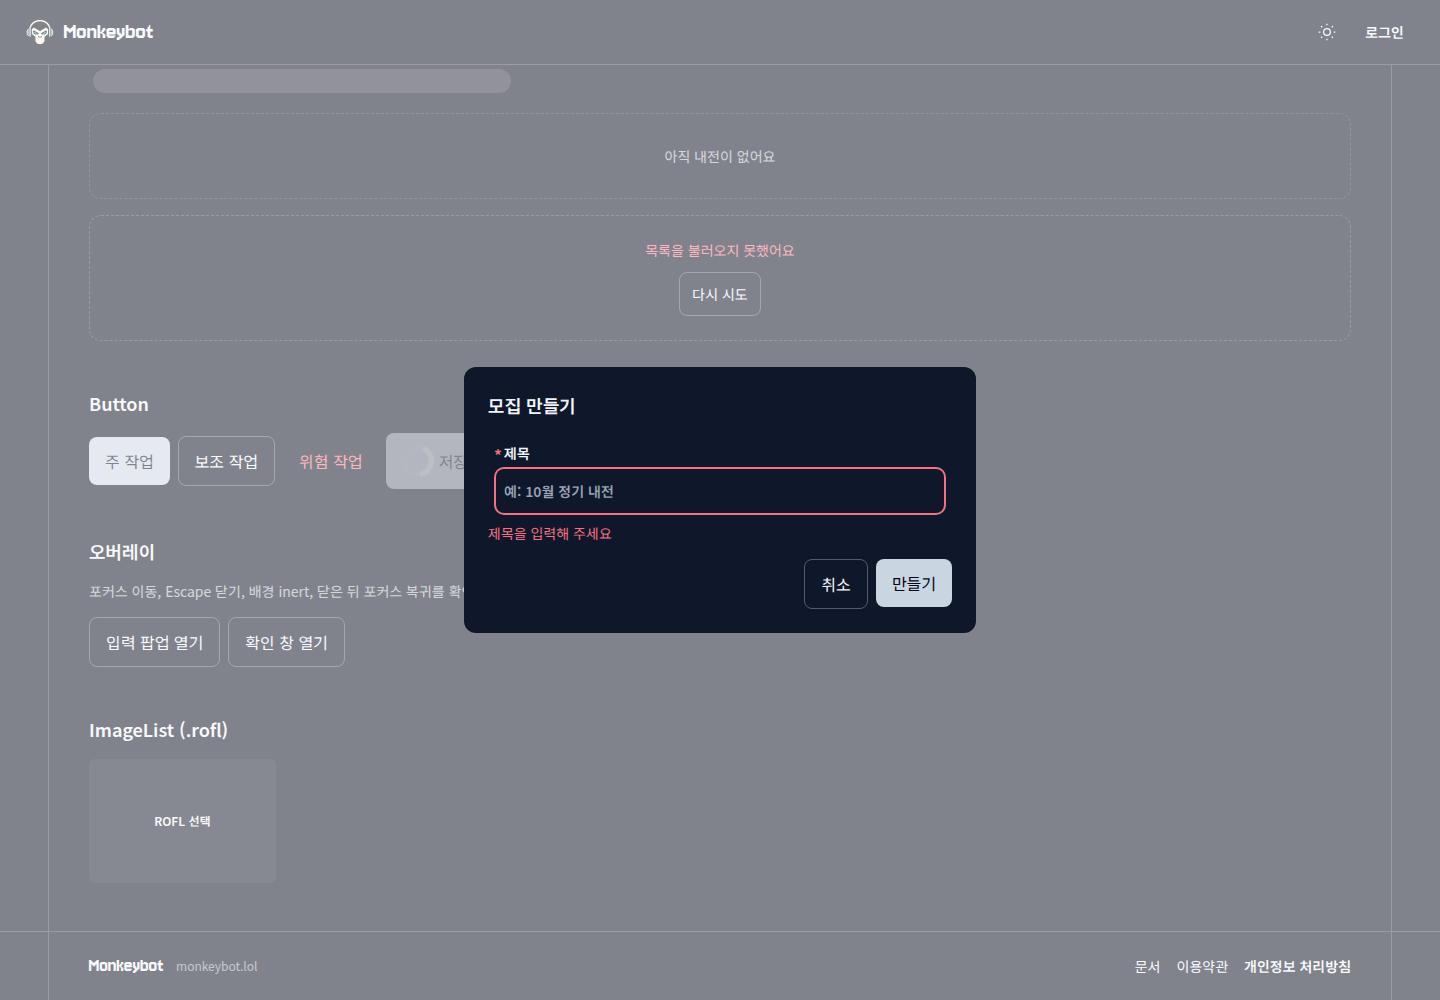 Monkeybot
로그인
아직 내전이 없어요
목록을 불러오지 못했어요
다시 시도
Button
주 작업
보조 작업
위험 작업
저장
모집 만들기
* 제목
예: 10월 정기 내전
제목을 입력해 주세요
취소
만들기
오버레이
포커스 이동, Escape 닫기, 배경 inert, 닫은 뒤 포커스 복귀를
입력 팝업 열기
확인 창 열기
ImageList (.rofl)
ROFL 선택
Monkeybot
monkeybot.lol
문서
이용약관
개인정보 처리방침